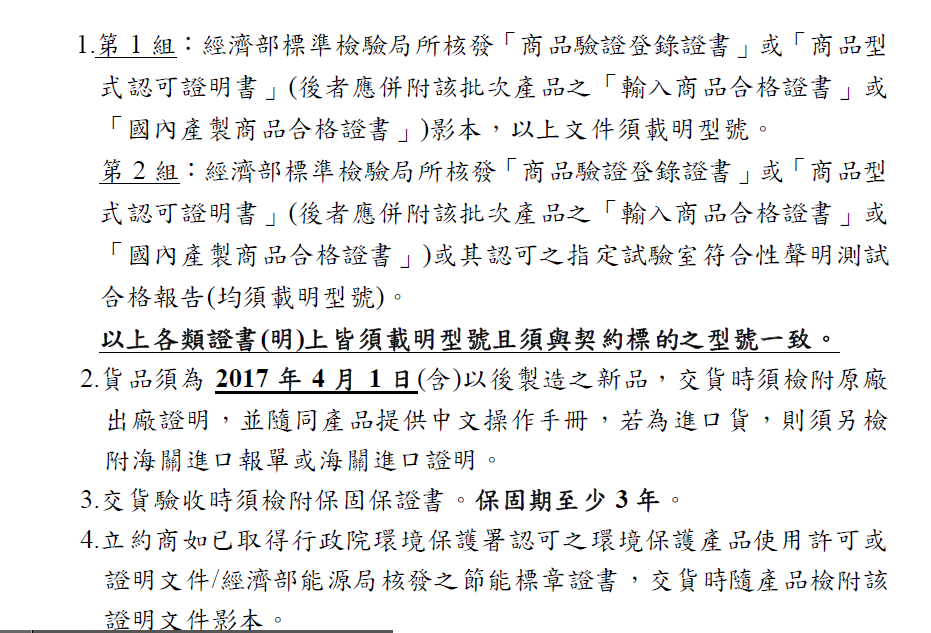 1.第 1 組：經濟部標準檢驗局所核發「商品驗證登錄證書」或「商品型
式認可證明書」(後者應併附該批次產品之「輸入商品合格證書」或
「國內產製商品合格證書」)影本，以上文件須載明型號。
第 2 組：經濟部標準檢驗局所核發「商品驗證登錄證書」或「商品型
式認可證明書」(後者應併附該批次產品之「輸入商品合格證書」或
「國內產製商品合格證書」)或其認可之指定試驗室符合性聲明測試
合格報告(均須載明型號)。
以上各類證書(明)上皆須載明型號且須與契約標的之型號一致。
2.貨品須為 2017 年 4 月 1 日(含)以後製造之新品，交貨時須檢附原廠
出廠證明，並隨同產品提供中文操作手冊，若為進口貨，則須另檢
附海關進口報單或海關進口證明。
3.交貨驗收時須檢附保固保證書。保固期至少 3 年。
4.立約商如已取得行政院環境保護署認可之環境保護產品使用許可或
證明文件/經濟部能源局核發之節能標章證書，交貨時隨產品檢附該
證明文件影本。